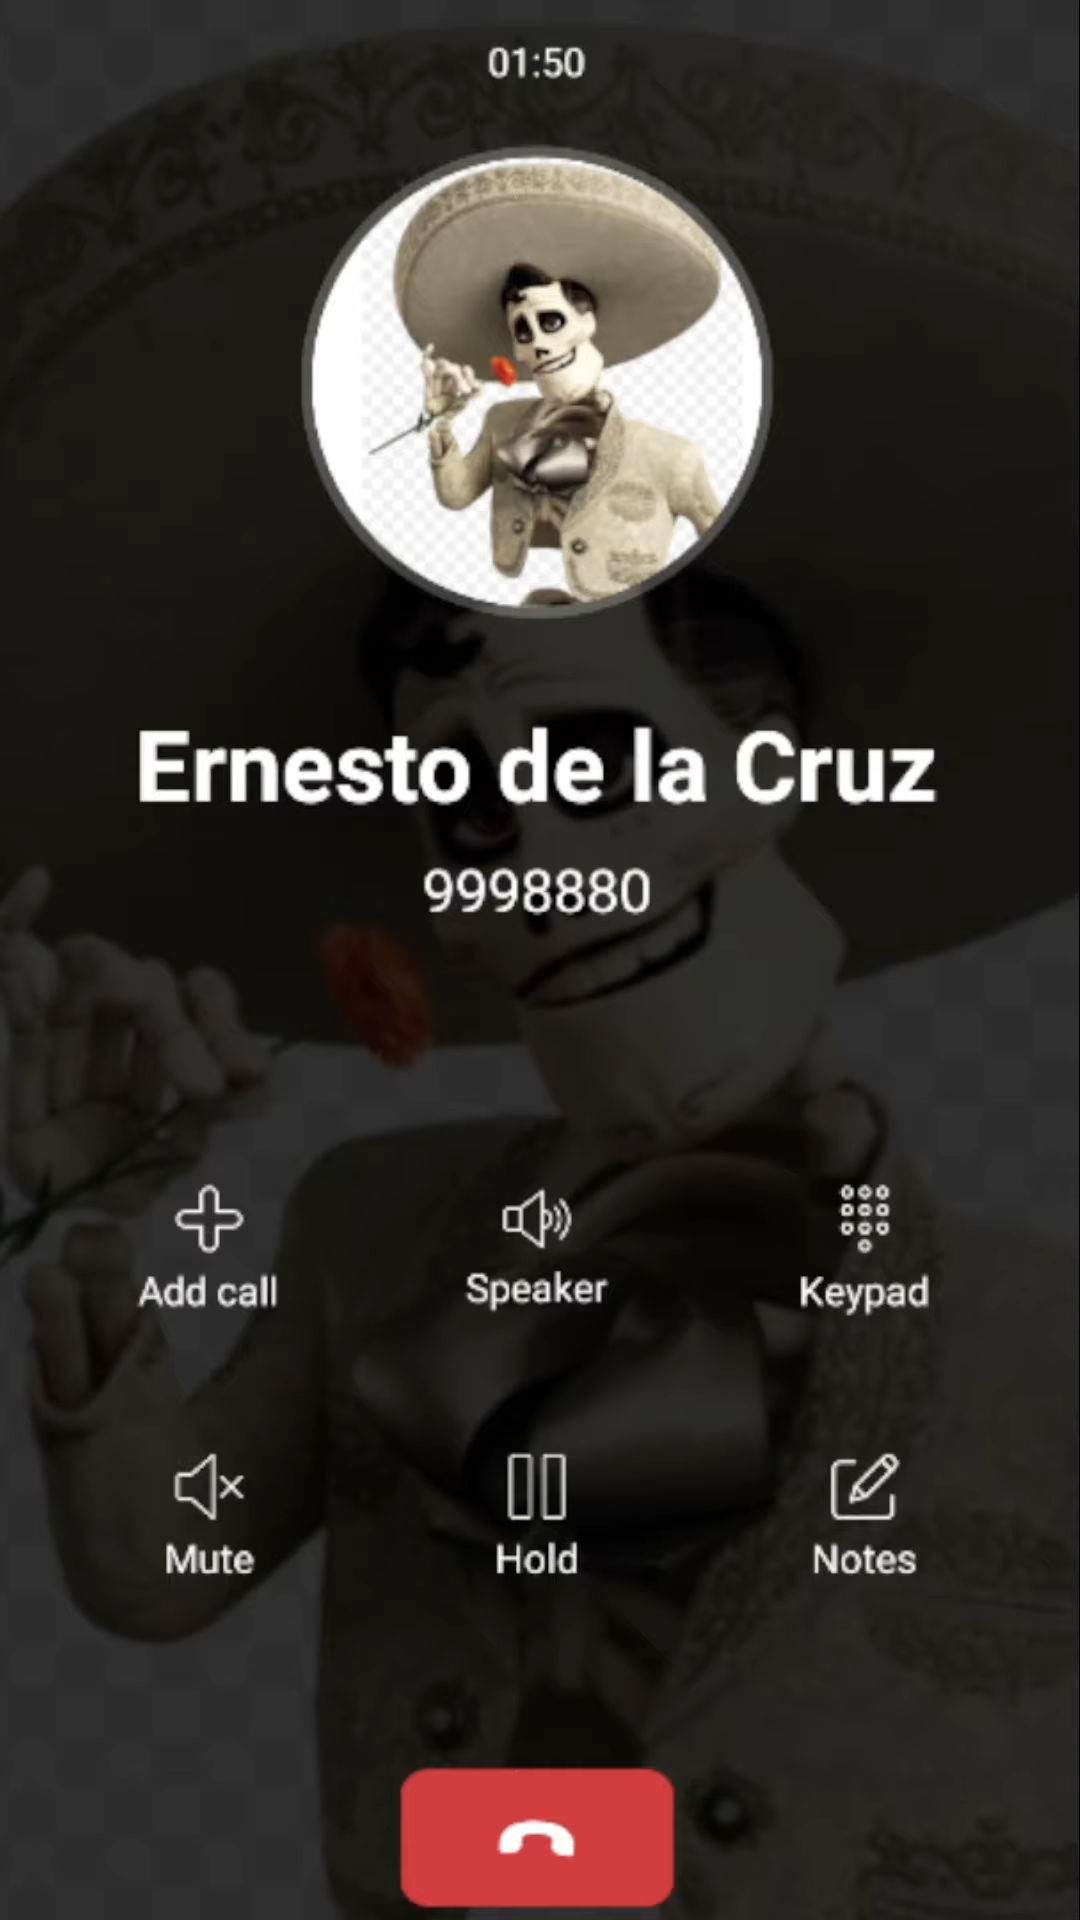 01:50
Ernesto de la Cruz
9998880
Add call
Speaker
Keypad
Mute
Hold
Notes